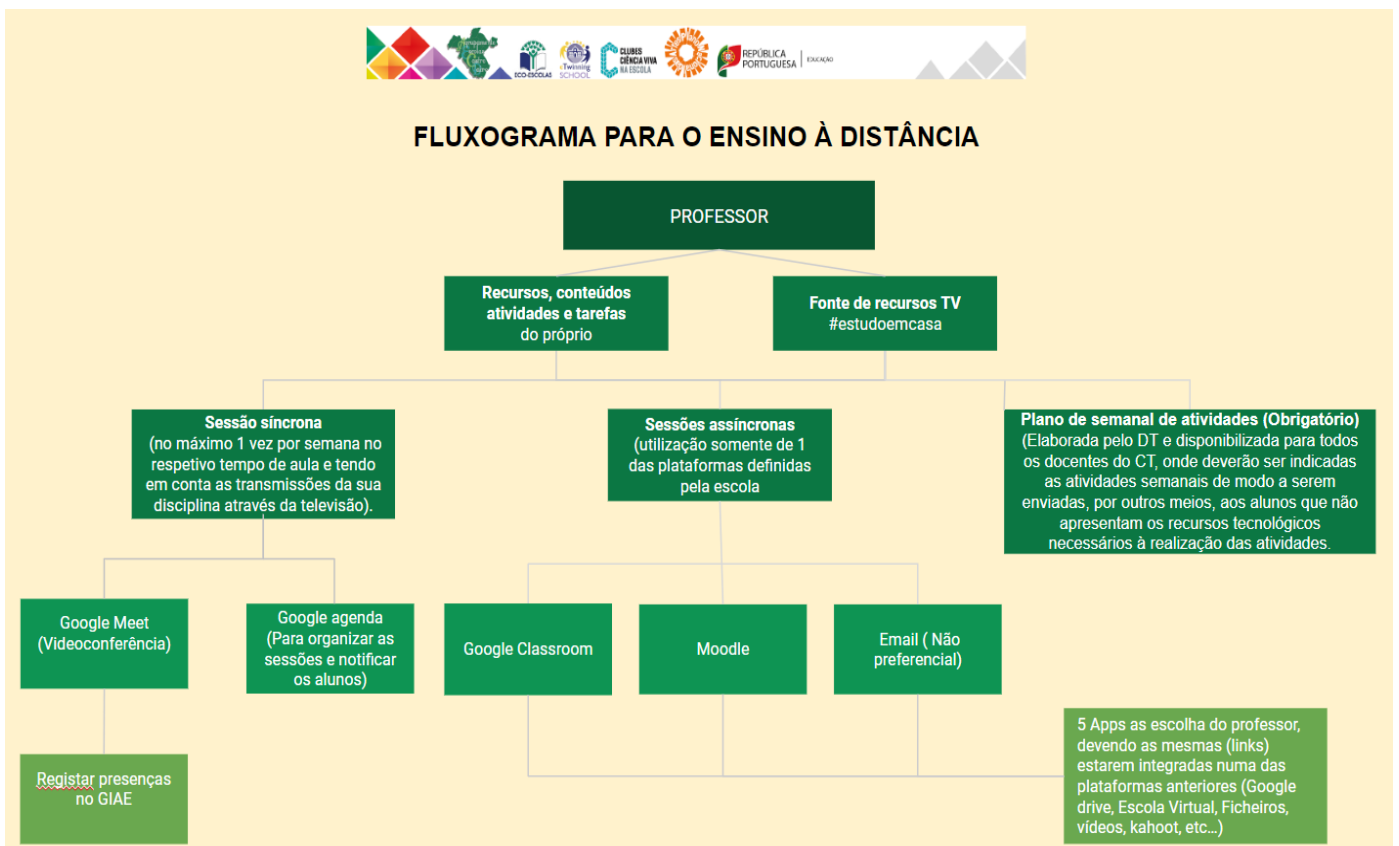 ECO-ESCOLAS
eTwinning
SCHOOL
CLUBES
CIÊNCIA VIVA
NA ESCOLA
REPÚBLICA
PORTUGUESA
EDUCAÇÃO
FLUXOGRAMA PARA O ENSINO À DISTÂNCIA
PROFESSOR
Recursos, conteúdos
atividades e tarefas
do próprio
Fonte de recursos TV
#estudoemcasa
Sessão síncrona
(no máximo 1 vez por semana no
respetivo tempo de aula e tendo
em conta as transmissões da sua
disciplina através da televisão).
Sessões assíncronas
(utilização somente de 1
das plataformas definidas
pela escola
Plano de semanal de atividades (Obrigatório)
(Elaborada pelo DT e disponibilizada para todos
os docentes do CT, onde deverão ser indicadas
as atividades semanais de modo a serem
enviadas, por outros meios, aos alunos que não
apresentam os recursos tecnológicos
necessários à realização das atividades.
Google Meet
(Videoconferência)
Google agenda
(Para organizar as
sessões e notificar
os alunos)
Google Classroom
Moodle
Email ( Não
preferencial)
Registar presenças
no GIAE
5 Apps as escolha do professor,
devendo as mesmas (links)
estarem integradas numa das
plataformas anteriores (Google
drive, Escola Virtual, Ficheiros,
vídeos, kahoot, etc...)